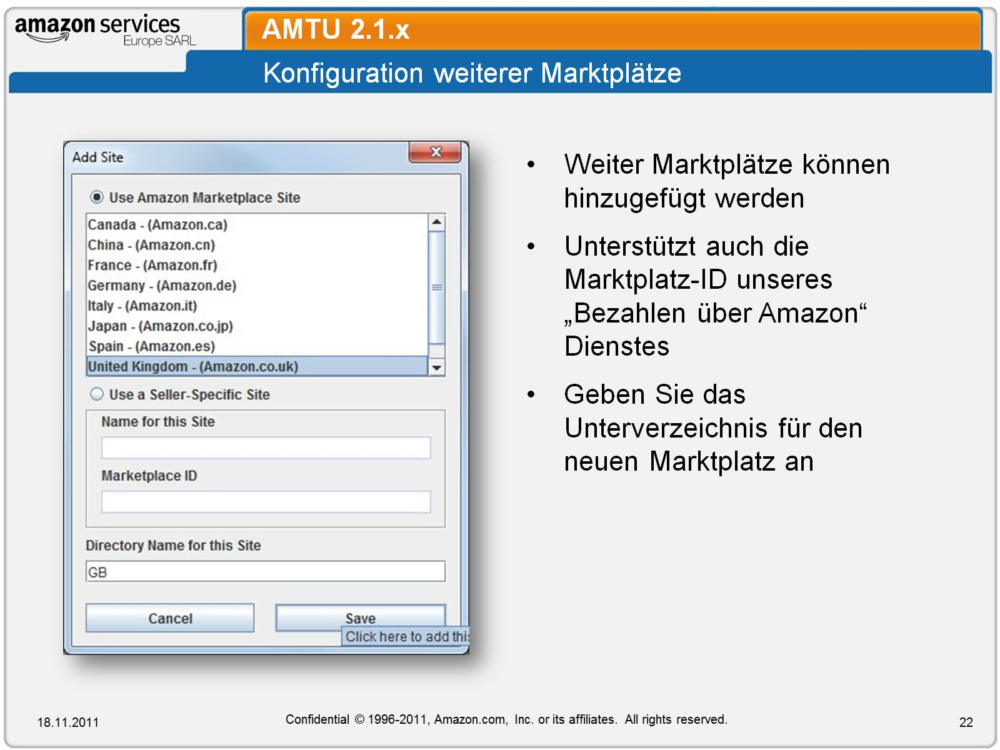 amazon services
Europe SARL
AMTU 2.1.x
Konfiguration weiterer Marktplätze
Add Site
Use Amazon Marketplace Site
Canada - (Amazon.ca)
China - (Amazon.cn)
France - (Amazon.fr)
Germany - (Amazon.de)
Italy - (Amazon.it)
Japan - (Amazon.co.jp)
Spain - (Amazon.es)
United Kingdom - (Amazon.co.uk)
Use a Seller-Specific Site
Name for this Site
Marketplace ID
Directory Name for this Site
GB
Cancel
Save
Click here to add this
• Weiter Marktplätze können
hinzugefügt werden
• Unterstützt auch die
Marktplatz-ID unseres
„Bezahlen über Amazon“
Dienstes
• Geben Sie das
Unterverzeichnis für den
neuen Marktplatz an
18.11.2011
Confidential © 1996-2011, Amazon.com, Inc. or its affiliates. All rights reserved.
22